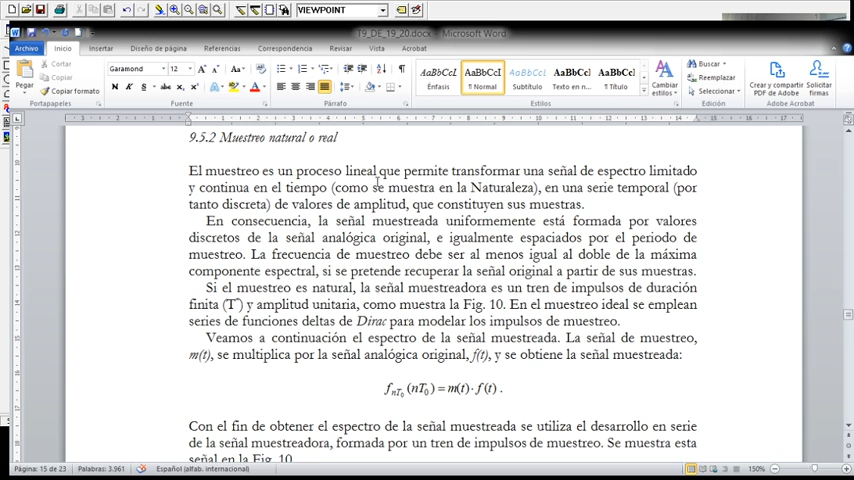 VIEWPOINT
T9_DE_19_20.docx - Microsoft Word
Archivo Inicio Insertar Diseño de página Referencias Correspondencia Revisar Vista Acrobat
Pegar
Cortar
Copiar
Copiar formato
Portapapeles
Garamond 12
Fuente
Párrafo
AaBbCcI AaBbCcI AaBbCcI AaBbCc AaBbCcI
Énfasis ¶ Normal Subtítulo Texto en n... ¶ Título
Cambiar estilos
Estilos
Buscar
Reemplazar
Seleccionar
Edición
Crear y compartir Adobe PDF
Solicitar firmas
Adobe Acrobat
9.5.2 Muestreo natural o real
El muestreo es un proceso lineal que permite transformar una señal de espectro limitado
y continua en el tiempo (como se muestra en la Naturaleza), en una serie temporal (por
tanto discreta) de valores de amplitud, que constituyen sus muestras.
En consecuencia, la señal muestreada uniformemente está formada por valores
discretos de la señal analógica original, e igualmente espaciados por el periodo de
muestreo. La frecuencia de muestreo debe ser al menos igual al doble de la máxima
componente espectral, si se pretende recuperar la señal original a partir de sus muestras.
Si el muestreo es natural, la señal muestreadora es un tren de impulsos de duración
finita (T) y amplitud unitaria, como muestra la Fig. 10. En el muestreo ideal se emplean
series de funciones deltas de Dirac para modelar los impulsos de muestreo.
Veamos a continuación el espectro de la señal muestreada. La señal de muestreo,
m(t), se multiplica por la señal analógica original, f(t), y se obtiene la señal muestreada:
f_{nT_0}(nT_0) = m(t) · f(t) .
Con el fin de obtener el espectro de la señal muestreada se utiliza el desarrollo en serie
de la señal muestreadora, formada por un tren de impulsos de muestreo. Se muestra esta
señal en la Fig. 10.
Página: 15 de 23 Palabras: 3.961 Español (alfab. internacional) 150%